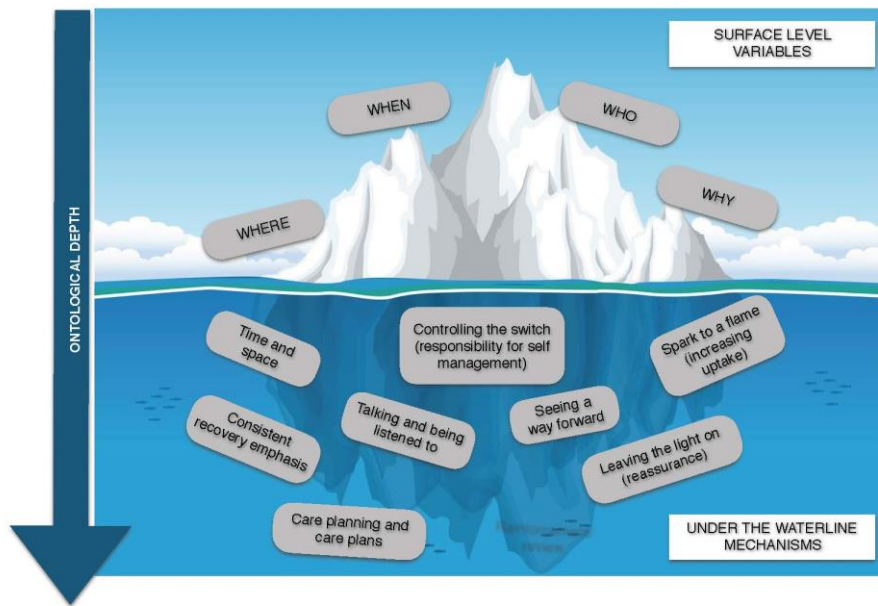 SURFACE LEVEL
VARIABLES
WHEN
WHO
WHERE
WHY
ONTOLOGICAL DEPTH
Time and
space
Controlling the switch
(responsibility for self
management)
Spark to a flame
(increasing
uptake)
Consistent
recovery emphasis
Talking and being
listened to
Seeing a
way forward
Leaving the light on
(reassurance)
Care planning and
care plans
UNDER THE WATERLINE
MECHANISMS